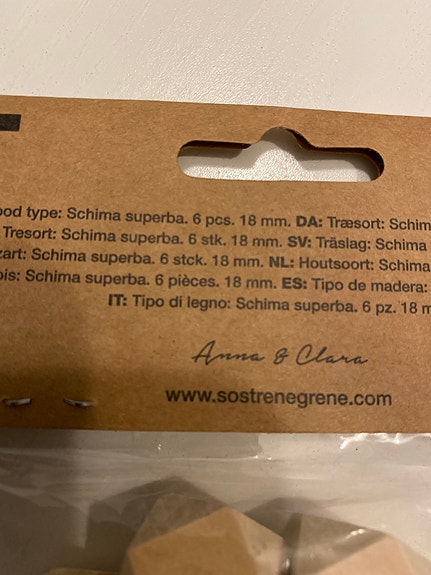 ood type: Schima superba. 6 pcs. 18 mm. DA: Træsort: Schim
Tresort: Schima superba. 6 stk. 18 mm. SV: Träslag: Schima
zart: Schima superba. 6 stck. 18 mm. NL: Houtsoort: Schima
ois: Schima superba. 6 pièces. 18 mm. ES: Tipo de madera:
IT: Tipo di legno: Schima superba. 6 pz. 18 m
Anna & Clara
www.sostrenegrene.com